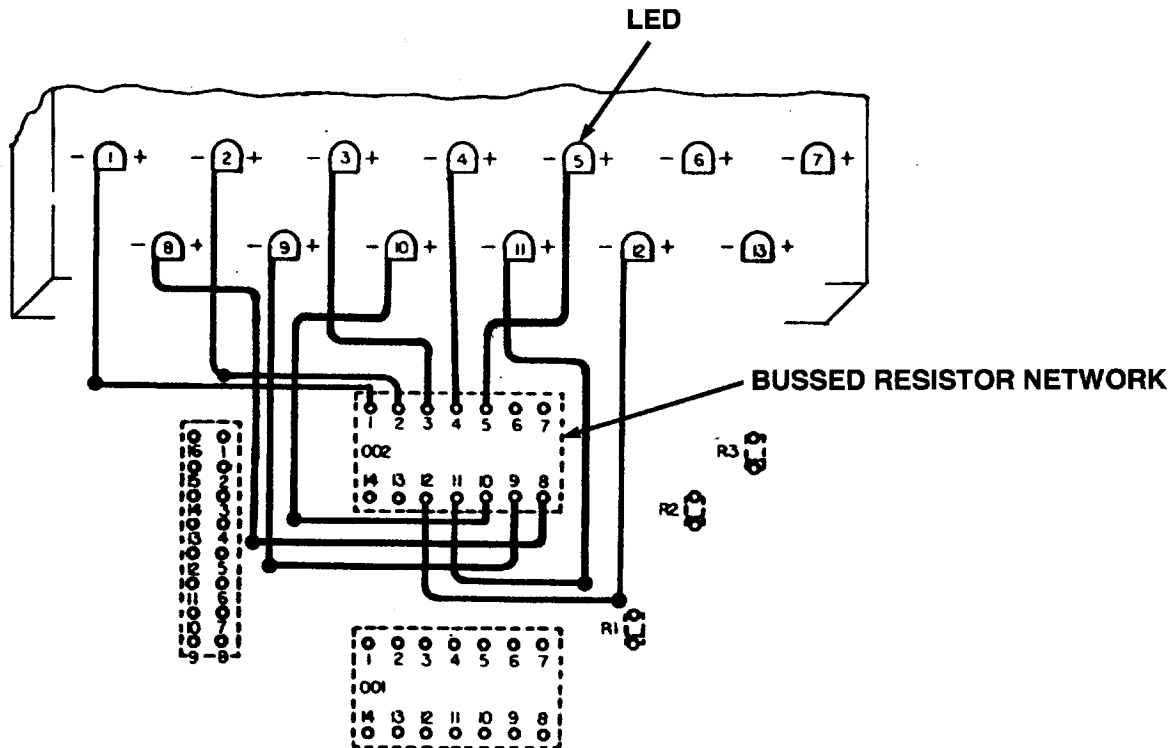 LED
- 1 + - 2 + - 3 + - 4 + - 5 + - 6 + - 7 +
- 8 + - 9 + - 10 + - 11 + - 12 + - 13 +
BUSSED RESISTOR NETWORK
1 2 3 4 5 6 7
002
14 13 12 11 10 9 8
16 1
15 2
14 3
13 4
12 5
11 6
10 7
9 8
R3
R2
R1
1 2 3 4 5 6 7
001
14 13 12 11 10 9 8